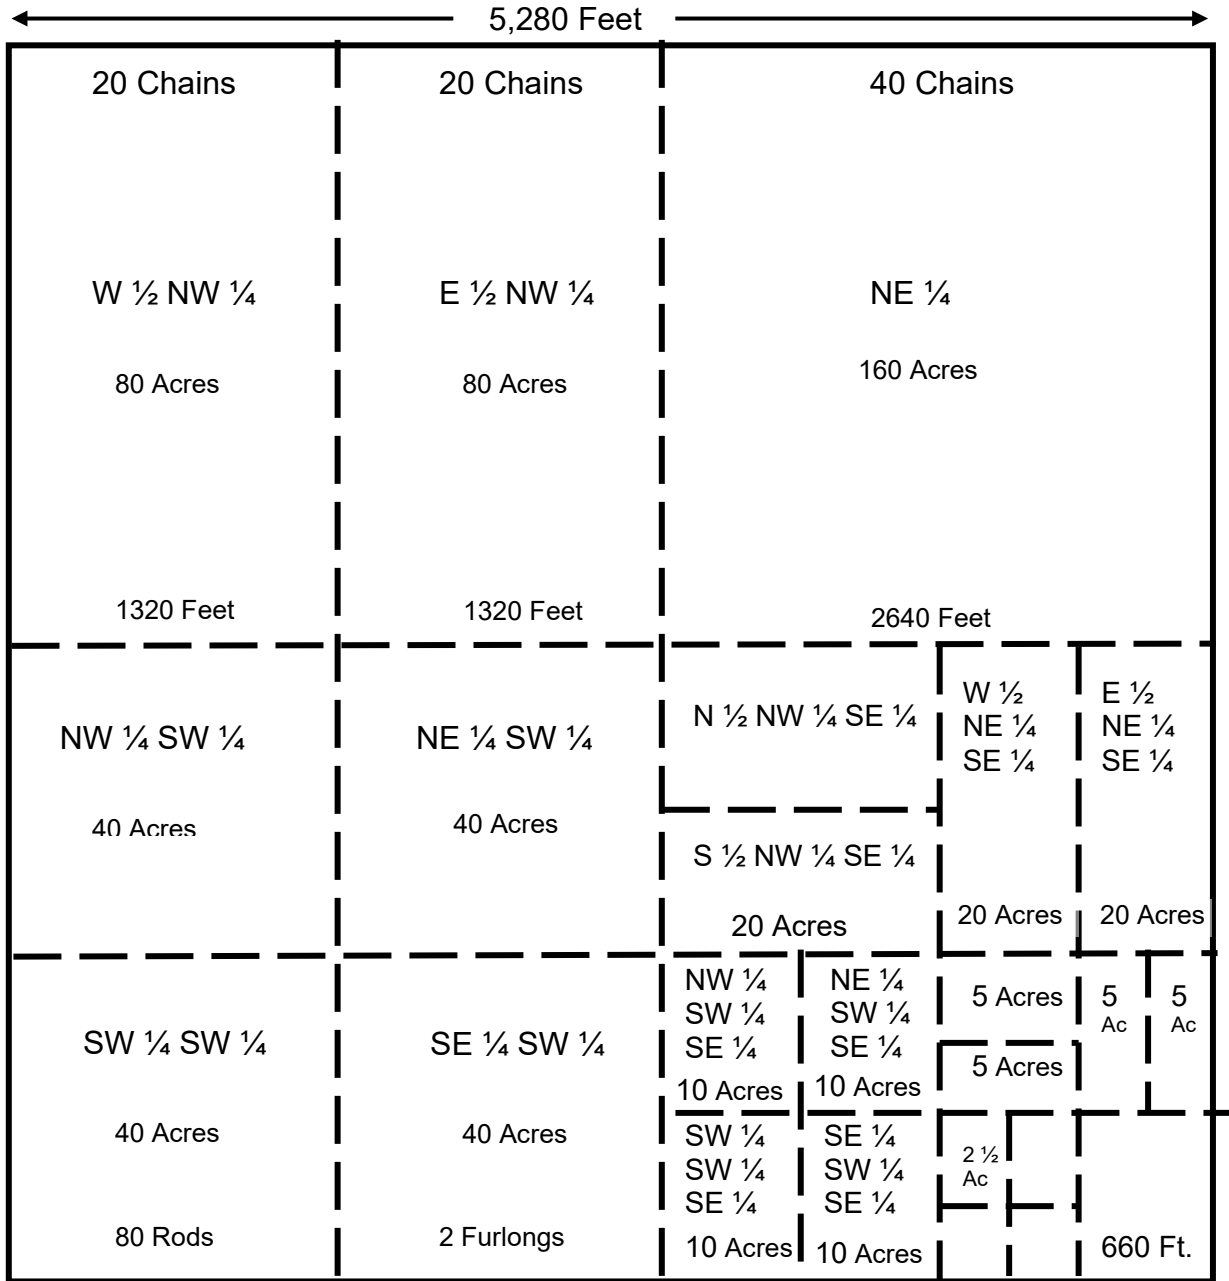 5,280 Feet
20 Chains
20 Chains
40 Chains
W ½ NW ¼
E ½ NW ¼
NE ¼
80 Acres
80 Acres
160 Acres
1320 Feet
1320 Feet
2640 Feet
NW ¼ SW ¼
40 Acres
NE ¼ SW ¼
40 Acres
N ½ NW ¼ SE ¼
S ½ NW ¼ SE ¼
20 Acres
W ½
NE ¼
SE ¼
20 Acres
E ½
NE ¼
SE ¼
20 Acres
SW ¼ SW ¼
40 Acres
80 Rods
SE ¼ SW ¼
40 Acres
2 Furlongs
NW ¼
SW ¼
SE ¼
10 Acres
NE ¼
SW ¼
SE ¼
10 Acres
5 Acres
5 Acres
5
Ac
5
Ac
SW ¼
SW ¼
SE ¼
10 Acres
SE ¼
SW ¼
SE ¼
10 Acres
2 ½
Ac
660 Ft.